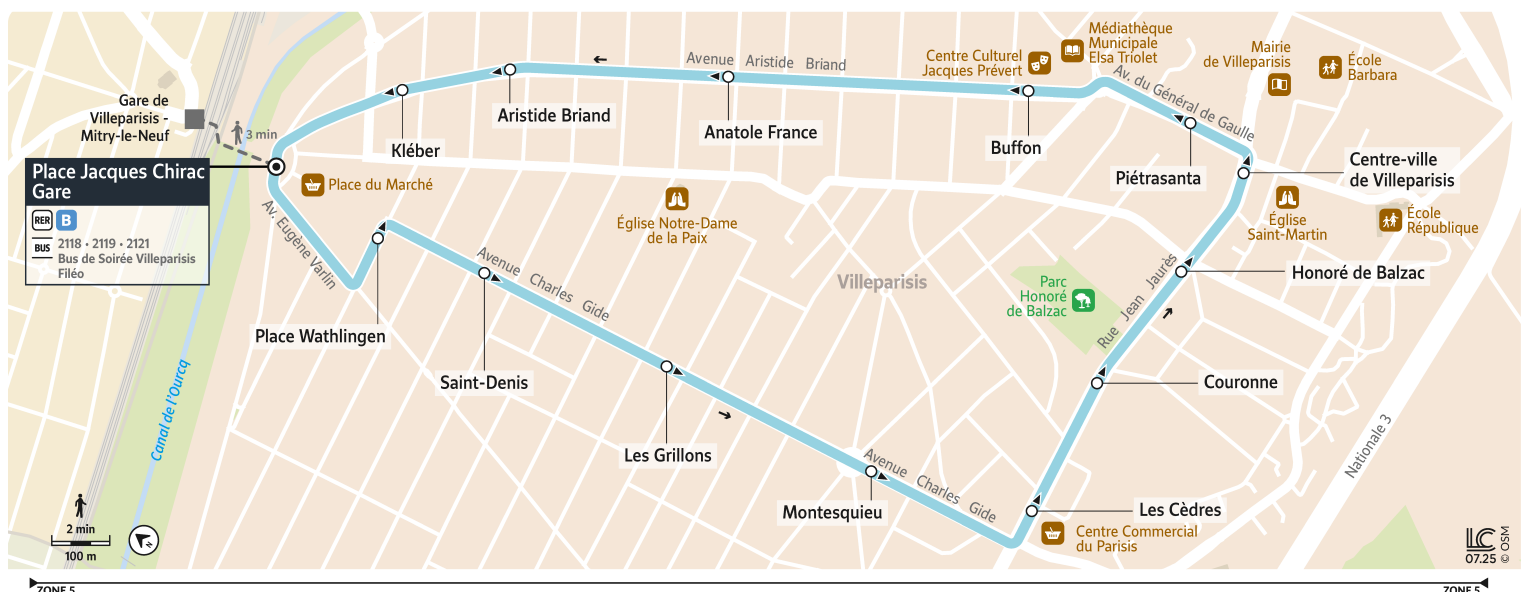 Gare de
Villeparisis -
Mitry-le-Neuf
3 min
Place Jacques Chirac
Gare
RER B
BUS
2118 • 2119 • 2121
Bus de Soirée Villeparisis
Filéo
Place du Marché
Av. Eugène Varlin
Kléber
Aristide Briand
Avenue Aristide Briand
Anatole France
Centre Culturel
Jacques Prévert
Médiathèque
Municipale
Elsa Triolet
Buffon
Av. du Général de Gaulle
Piétrasanta
Mairie
de Villeparisis
École
Barbara
Centre-ville
de Villeparisis
Église
Saint-Martin
École
République
Honoré de Balzac
Église Notre-Dame
de la Paix
Villeparisis
Parc
Honoré
de Balzac
Rue Jean Jaurès
Couronne
Place Wathlingen
Saint-Denis
Avenue Charles Gide
Les Grillons
Montesquieu
Avenue Charles Gide
Les Cèdres
Centre Commercial
du Parisis
Nationale 3
Canal de l'Ourcq
2 min
100 m
LC
07.25
© OSM
ZONE 5
ZONE 5